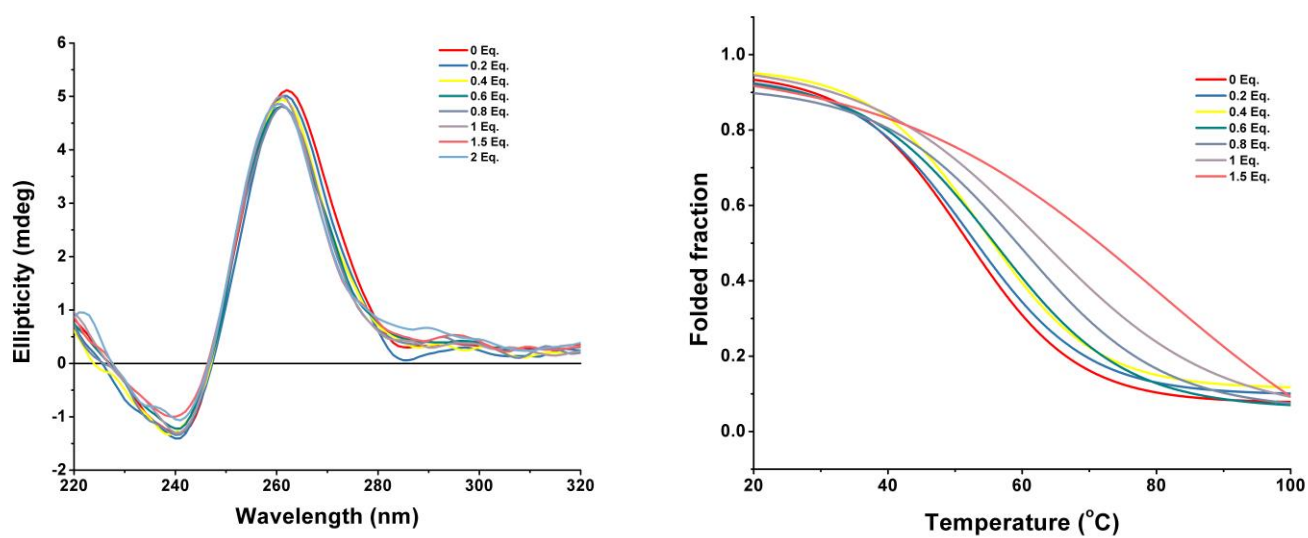 6
5
4
3
2
1
0
-1
-2
220
240
260
280
300
320
Ellipticity (mdeg)
Wavelength (nm)
0 Eq.
0.2 Eq.
0.4 Eq.
0.6 Eq.
0.8 Eq.
1 Eq.
1.5 Eq.
2 Eq.
1.0
0.8
0.6
0.4
0.2
0.0
20
40
60
80
100
Folded fraction
Temperature (°C)
0 Eq.
0.2 Eq.
0.4 Eq.
0.6 Eq.
0.8 Eq.
1 Eq.
1.5 Eq.